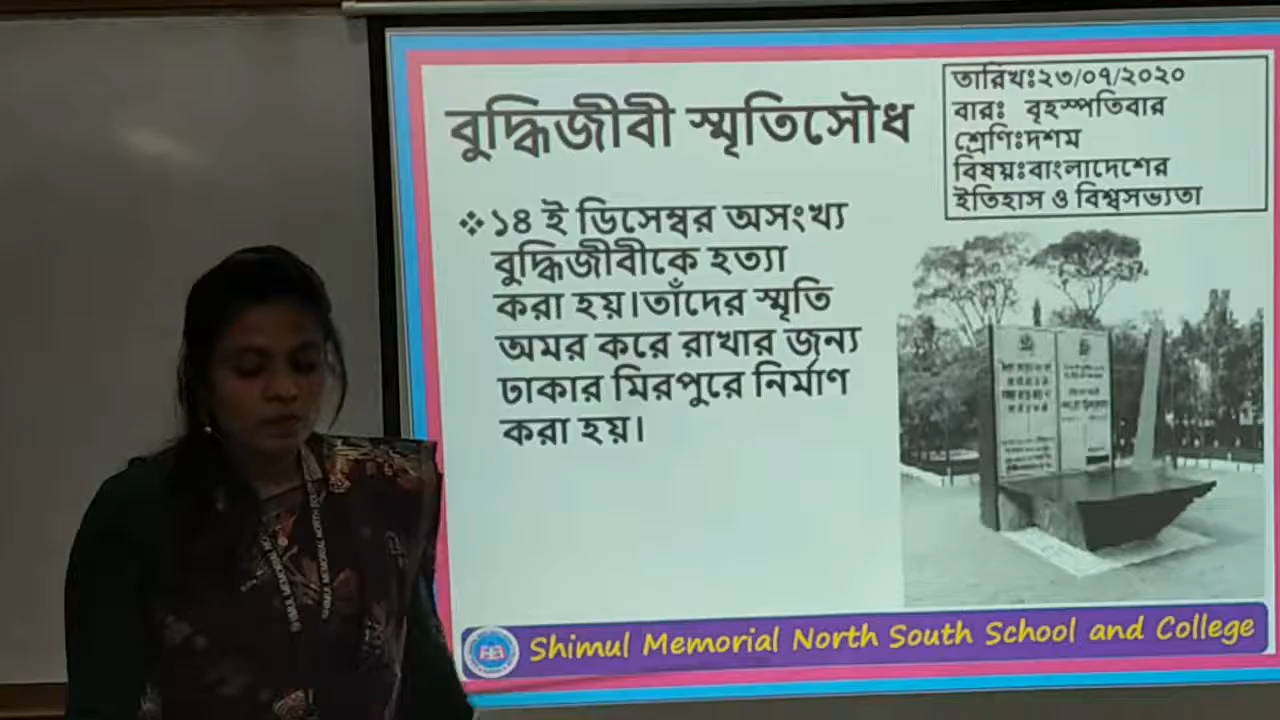 বুদ্ধিজীবী স্মৃতিসৌধ
তারিখঃ২৩/০৭/২০২০
বারঃ বৃহস্পতিবার
শ্রেণিঃদশম
বিষয়ঃবাংলাদেশের
ইতিহাস ও বিশ্বসভ্যতা
❖১৪ ই ডিসেম্বর অসংখ্য
বুদ্ধিজীবীকে হত্যা
করা হয়।তাঁদের স্মৃতি
অমর করে রাখার জন্য
ঢাকার মিরপুরে নির্মাণ
করা হয়।
Shimul Memorial North South School and College